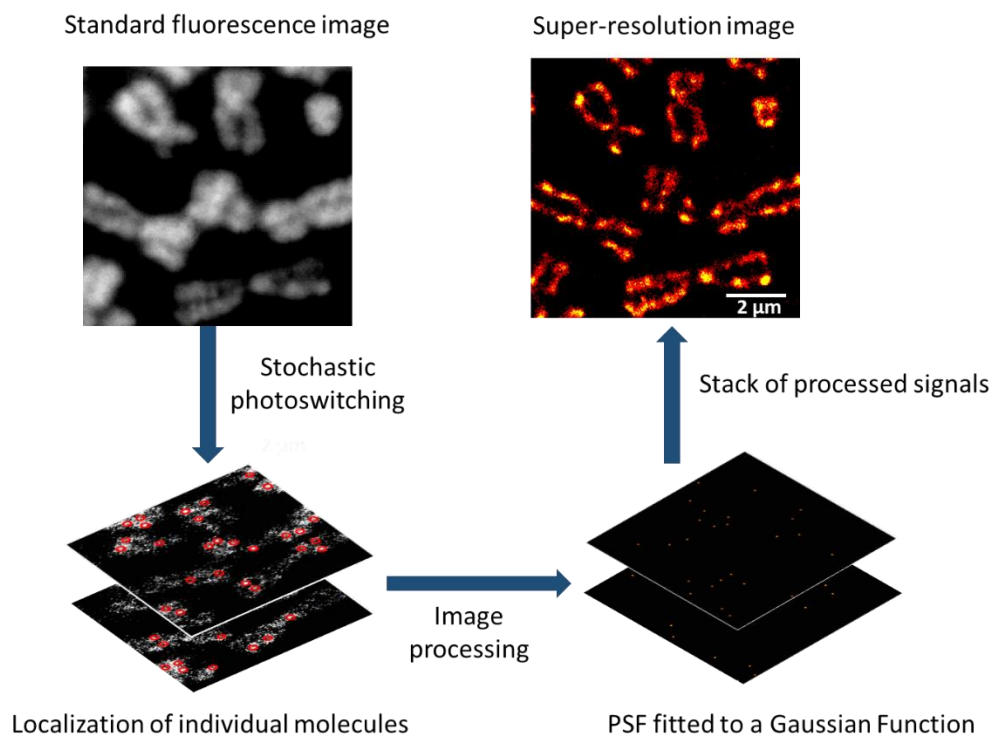 Standard fluorescence image
Super-resolution image
2 µm
Stochastic
photoswitching
Stack of processed signals
Image
processing
Localization of individual molecules
PSF fitted to a Gaussian Function